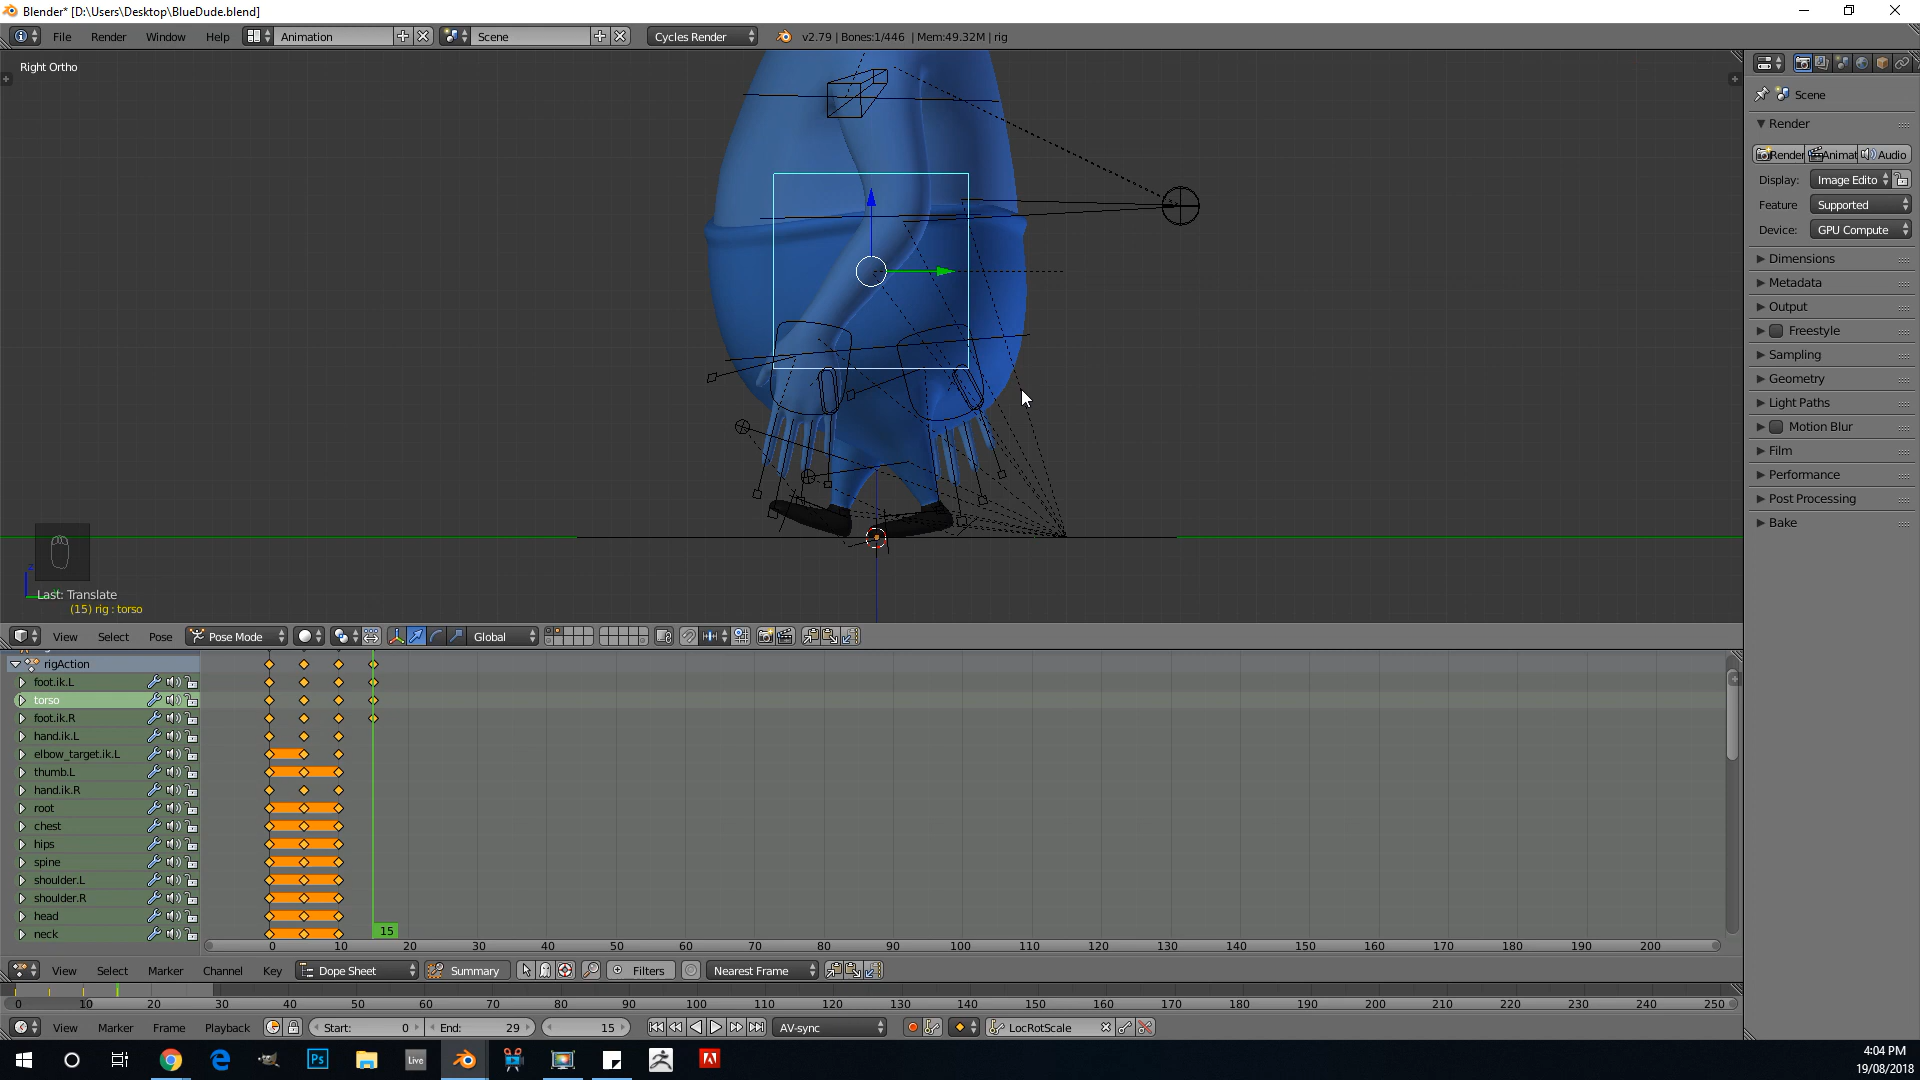 Blender* [D:\Users\Desktop\BlueDude.blend]
File Render Window Help Animation Scene Cycles Render v2.79 | Bones:1/446 | Mem:49.32M | rig
Right Ortho
Scene
Render
Render Animat Audio
Display: Image Edito
Feature Supported
Device: GPU Compute
Dimensions
Metadata
Output
Freestyle
Sampling
Geometry
Light Paths
Motion Blur
Film
Performance
Post Processing
Bake
Last: Translate
(15) rig : torso
View Select Pose Pose Mode Global
rigAction
foot.ik.L
torso
foot.ik.R
hand.ik.L
elbow_target.ik.L
thumb.L
hand.ik.R
root
chest
hips
spine
shoulder.L
shoulder.R
head
neck
15
0 10 20 30 40 50 60 70 80 90 100 110 120 130 140 150 160 170 180 190 200
View Select Marker Channel Key Dope Sheet Summary Filters Nearest Frame
0 10 20 30 40 50 60 70 80 90 100 110 120 130 140 150 160 170 180 190 200 210 220 230 240 250
View Marker Frame Playback Start: 0 End: 29 15 AV-sync LocRotScale
Ps Live
4:04 PM
19/08/2018